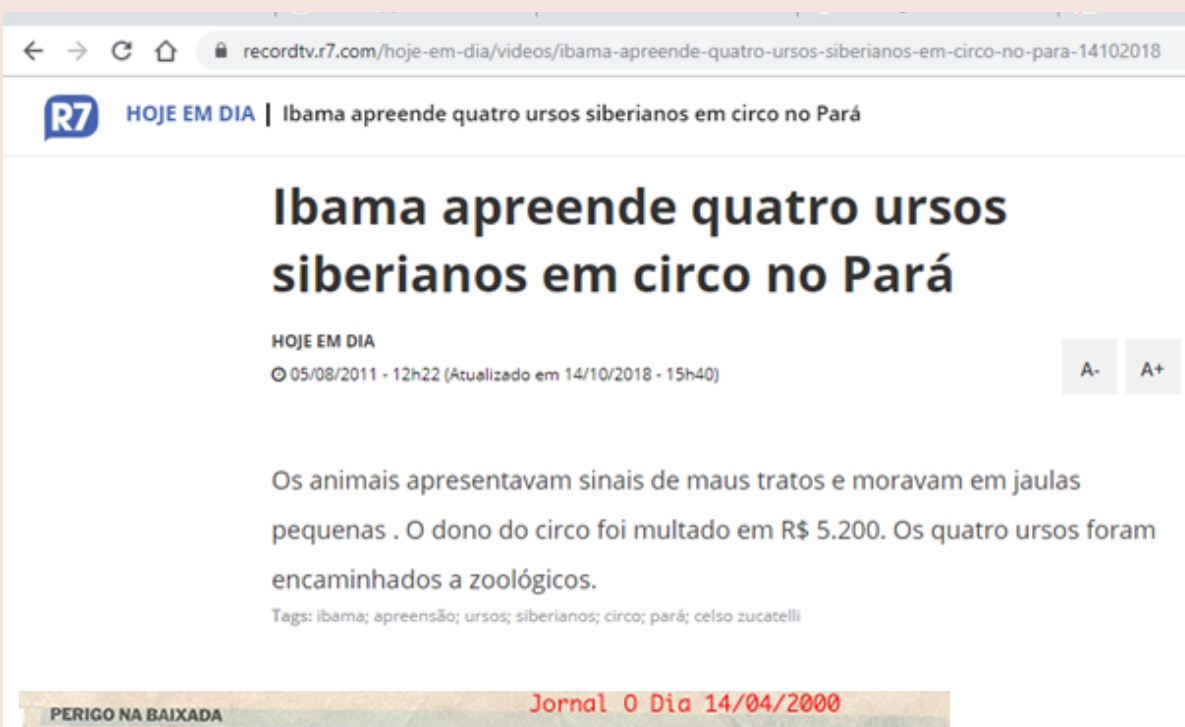 recordtv.r7.com/hoje-em-dia/videos/ibama-apreende-quatro-ursos-siberianos-em-circo-no-para-14102018
R7 HOJE EM DIA | Ibama apreende quatro ursos siberianos em circo no Pará
Ibama apreende quatro ursos
siberianos em circo no Pará
HOJE EM DIA
05/08/2011 - 12h22 (Atualizado em 14/10/2018 - 15h40)
A- A+
Os animais apresentavam sinais de maus tratos e moravam em jaulas
pequenas . O dono do circo foi multado em R$ 5.200. Os quatro ursos foram
encaminhados a zoológicos.
Tags: ibama; apreensão; ursos; siberianos; circo; pará; celso zucatelli
Jornal O Dia 14/04/2000
PERIGO NA BAIXADA